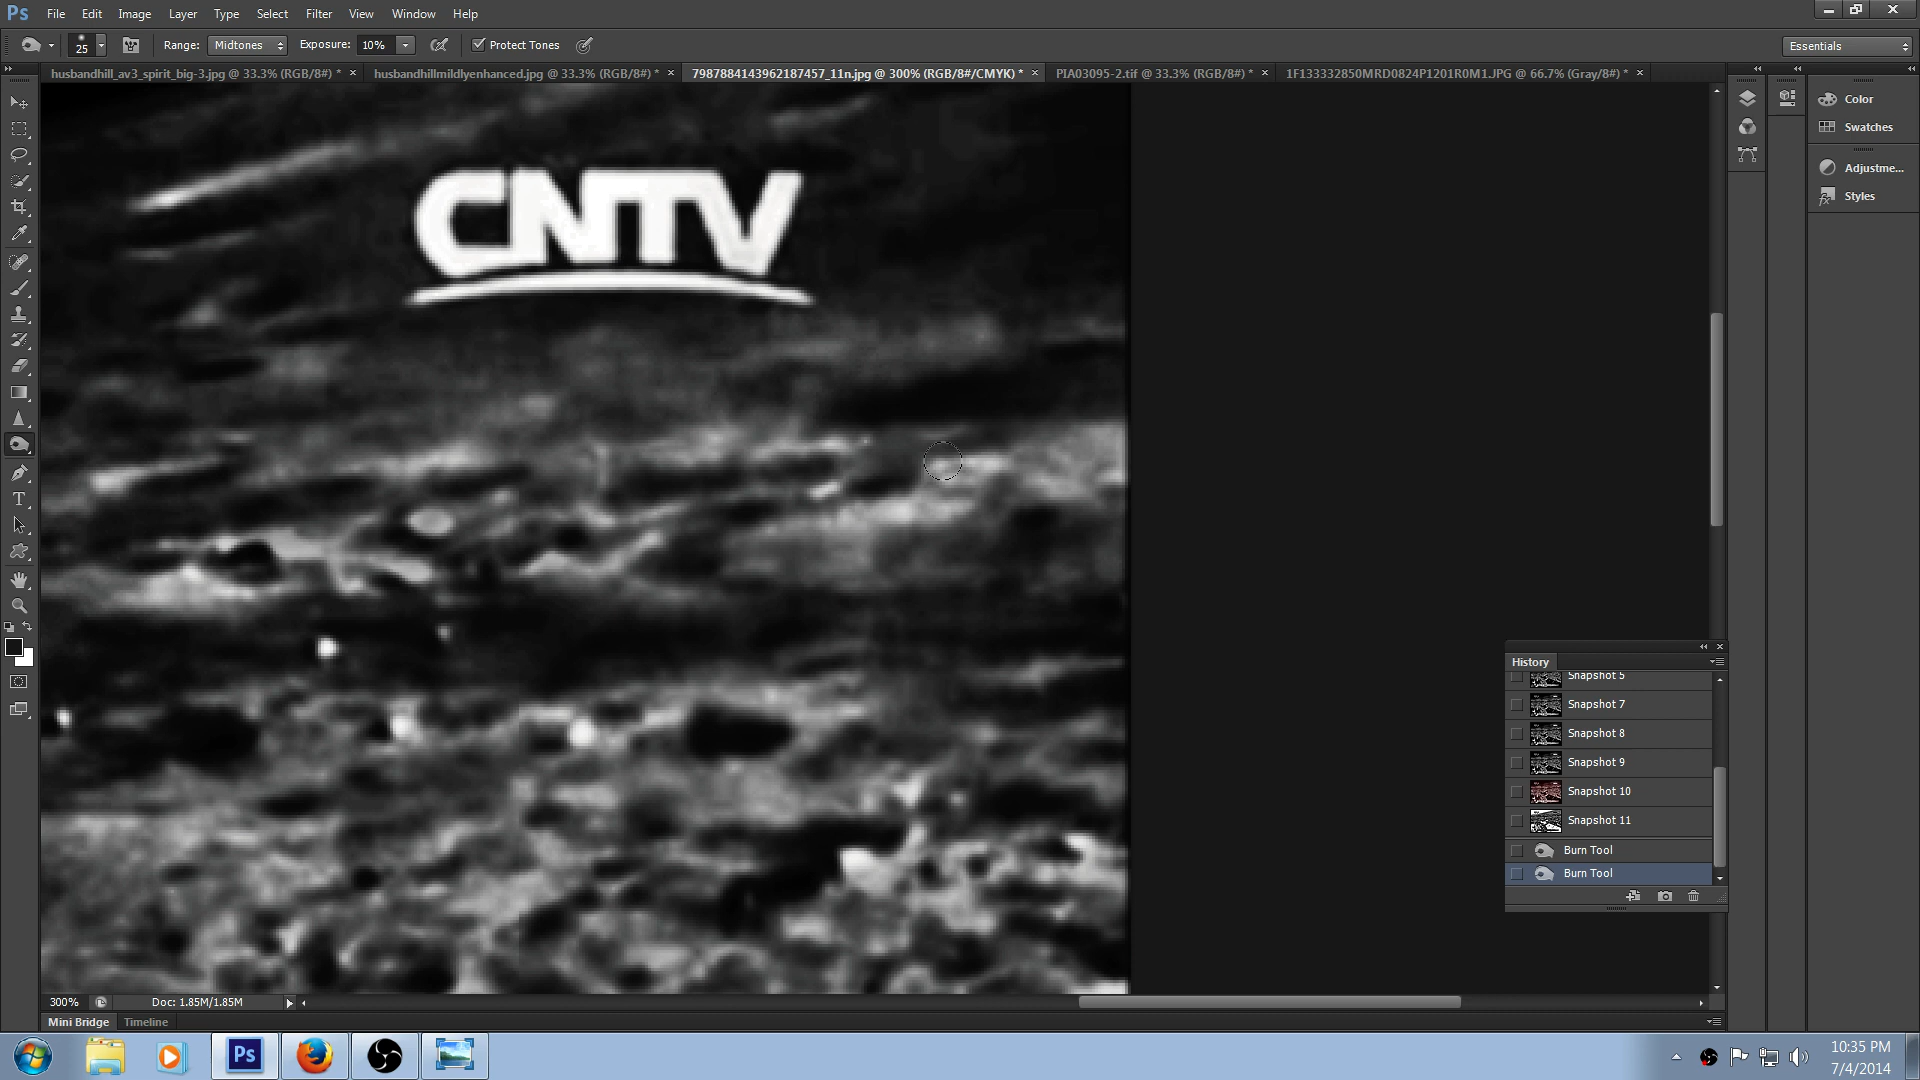 Ps File Edit Image Layer Type Select Filter View Window Help
25 Range: Midtones Exposure: 10% Protect Tones Essentials
husbandhill_av3_spirit_big-3.jpg @ 33.3% (RGB/8#) * × husbandhillmildlyenhanced.jpg @ 33.3% (RGB/8#) * × 7987884143962187457_11n.jpg @ 300% (RGB/8#/CMYK) * × PIA03095-2.tif @ 33.3% (RGB/8#) * × 1F133332850MRD0824P1201R0M1.JPG @ 66.7% (Gray/8#) * ×
Color
Swatches
Adjustme...
Styles
CNTV
History
Snapshot 5
Snapshot 7
Snapshot 8
Snapshot 9
Snapshot 10
Snapshot 11
Burn Tool
Burn Tool
300% Doc: 1.85M/1.85M
Mini Bridge Timeline
Ps
10:35 PM
7/4/2014